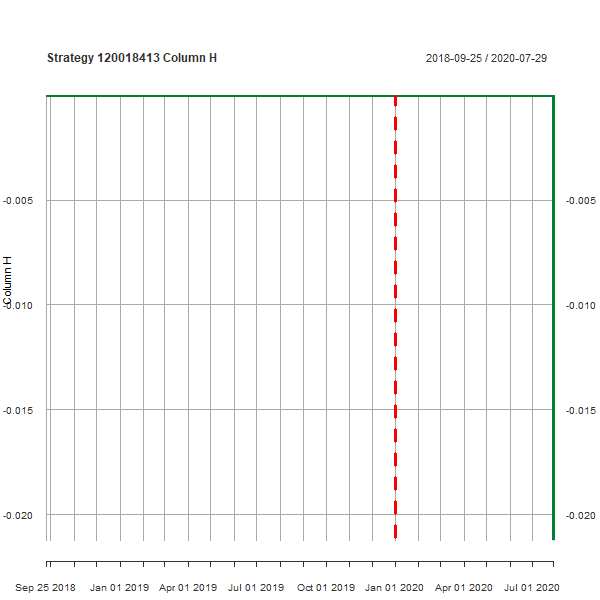 Strategy 120018413 Column H
2018-09-25 / 2020-07-29
-0.005 -0.005
Column H
-0.010 -0.010
-0.015 -0.015
-0.020 -0.020
Sep 25 2018 Jan 01 2019 Apr 01 2019 Jul 01 2019 Oct 01 2019 Jan 01 2020 Apr 01 2020 Jul 01 2020